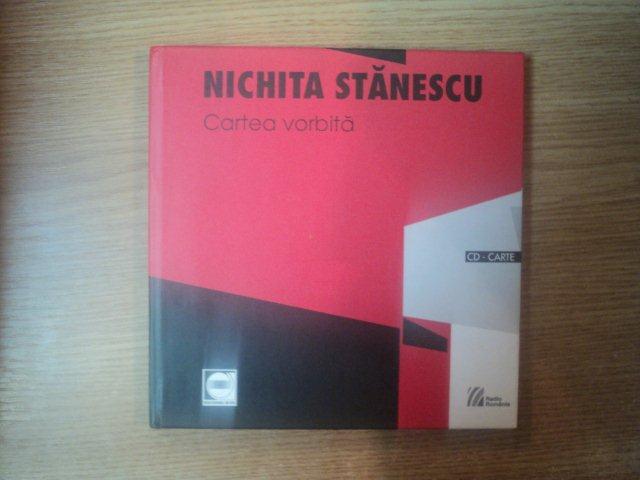 NICHITA STĂNESCU
Cartea vorbită
CD - CARTE
Radio
România